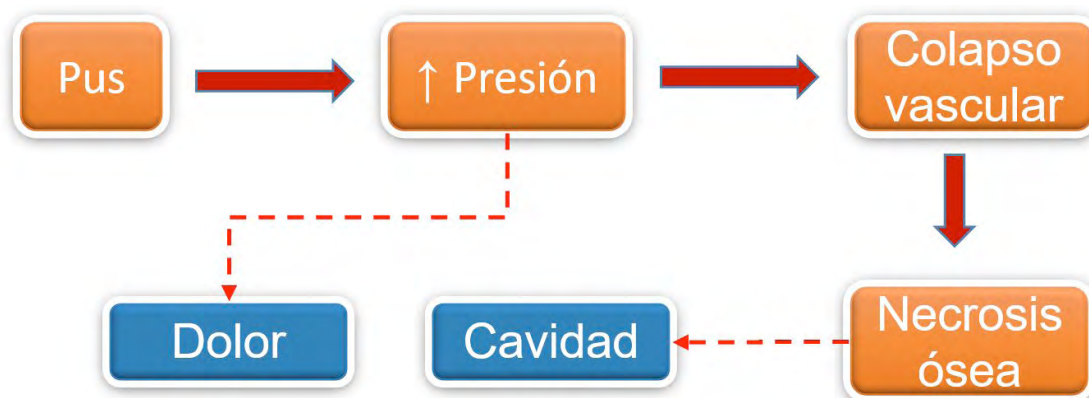 Pus
↑ Presión
Colapso
vascular
Dolor
Cavidad
Necrosis
ósea